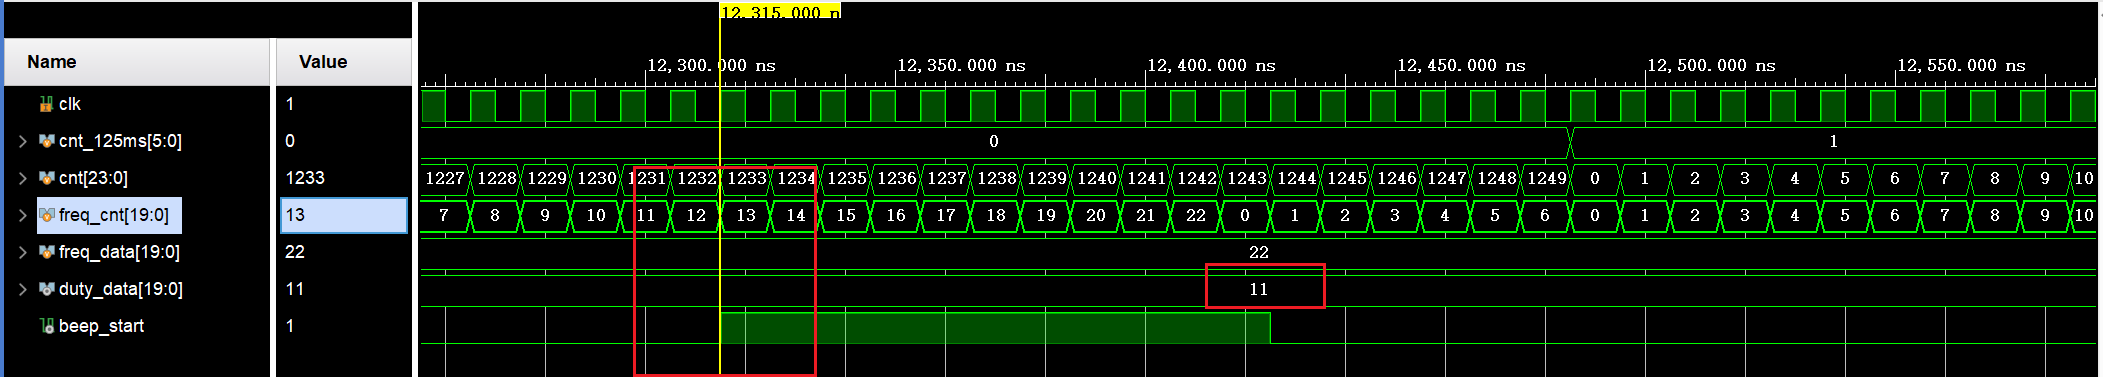 12,315.000 n
Name Value 12,300.000 ns 12,350.000 ns 12,400.000 ns 12,450.000 ns 12,500.000 ns 12,550.000 ns
clk 1
cnt_125ms[5:0] 0 0 1
cnt[23:0] 1233 1227 1228 1229 1230 1231 1232 1233 1234 1235 1236 1237 1238 1239 1240 1241 1242 1243 1244 1245 1246 1247 1248 1249 0 1 2 3 4 5 6 7 8 9 10
freq_cnt[19:0] 13 7 8 9 10 11 12 13 14 15 16 17 18 19 20 21 22 0 1 2 3 4 5 6 0 1 2 3 4 5 6 7 8 9 10
freq_data[19:0] 22 22
duty_data[19:0] 11 11
beep_start 1